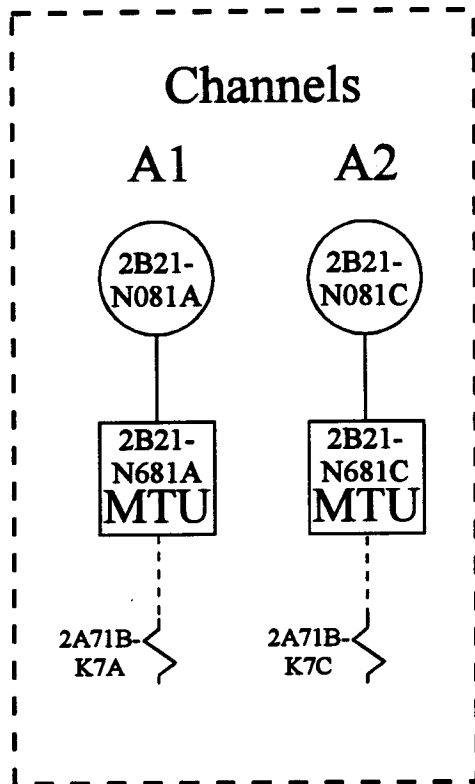 Channels
A1
A2
2B21-
N081A
2B21-
N081C
2B21-
N681A
MTU
2B21-
N681C
MTU
2A71B-
K7A
2A71B-
K7C